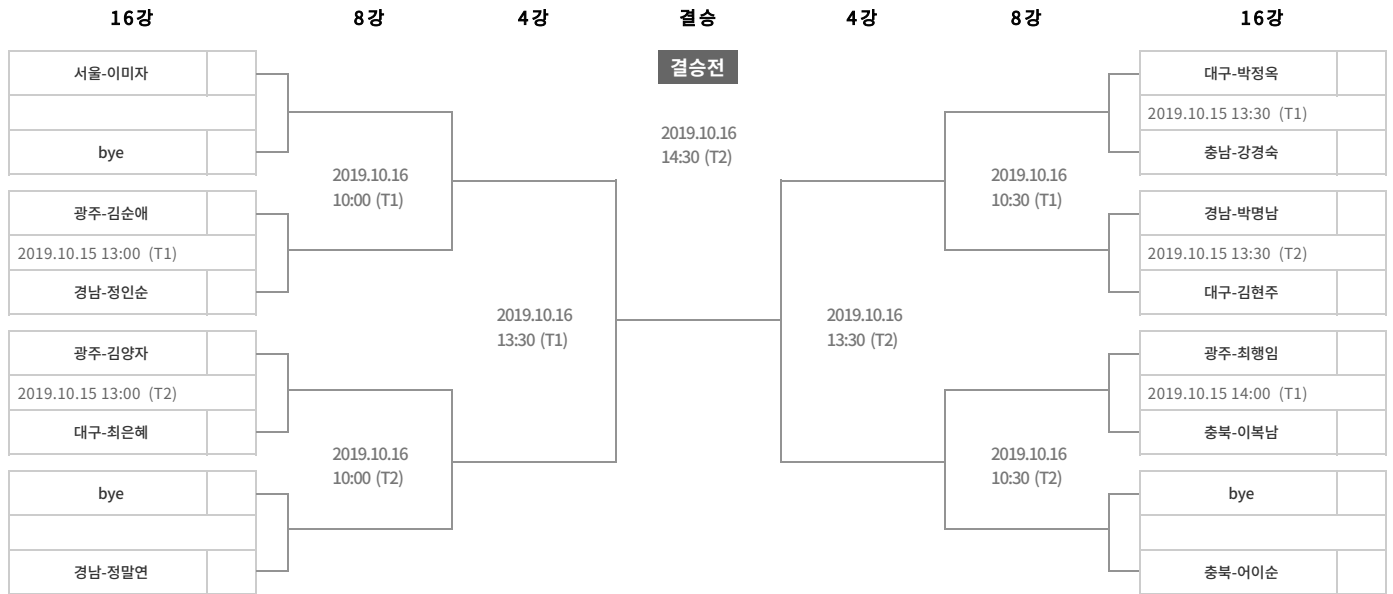 16강 8강 4강 결승 4강 8강 16강
결승전
2019.10.16
14:30 (T2)
서울-이미자
bye
2019.10.16
10:00 (T1)
광주-김순애
2019.10.15 13:00 (T1)
경남-정인순
2019.10.16
13:30 (T1)
광주-김양자
2019.10.15 13:00 (T2)
대구-최은혜
2019.10.16
10:00 (T2)
bye
경남-정말연
대구-박정옥
2019.10.15 13:30 (T1)
충남-강경숙
2019.10.16
10:30 (T1)
경남-박명남
2019.10.15 13:30 (T2)
대구-김현주
2019.10.16
13:30 (T2)
광주-최행임
2019.10.15 14:00 (T1)
충북-이복남
2019.10.16
10:30 (T2)
bye
충북-어이순